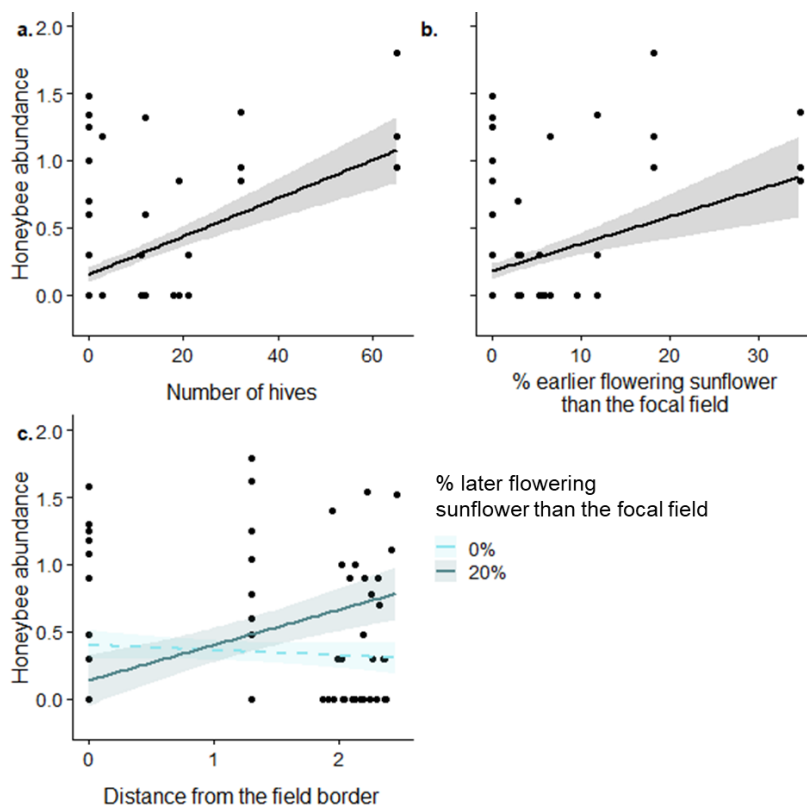 a.
2.0
1.5
1.0
0.5
0.0
Honeybee abundance
0 20 40 60
Number of hives
b.
0 10 20 30
% earlier flowering sunflower
than the focal field
c.
2.0
1.5
1.0
0.5
0.0
Honeybee abundance
0 1 2
Distance from the field border
% later flowering
sunflower than the focal field
0%
20%